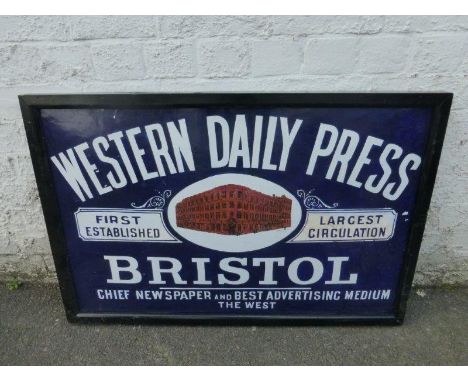 WESTERN DAILY PRESS
FIRST
ESTABLISHED
LARGEST
CIRCULATION
BRISTOL
CHIEF NEWSPAPER AND BEST ADVERTISING MEDIUM
THE WEST